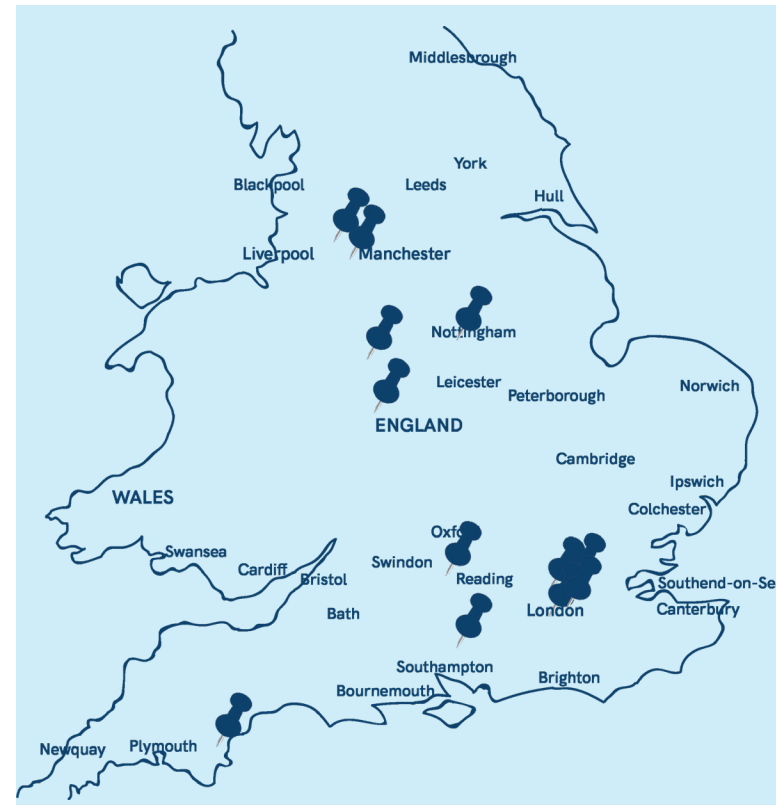 Middlesbrough
York
Blackpool
Leeds
Hull
Liverpool
Manchester
Nottingham
Leicester
Norwich
Peterborough
ENGLAND
Cambridge
Ipswich
WALES
Colchester
Oxfo
Swansea
Swindon
Cardiff
Reading
Bristol
Southend-on-Se
London
Canterbury
Bath
Southampton
Brighton
Bournemouth
Newquay
Plymouth